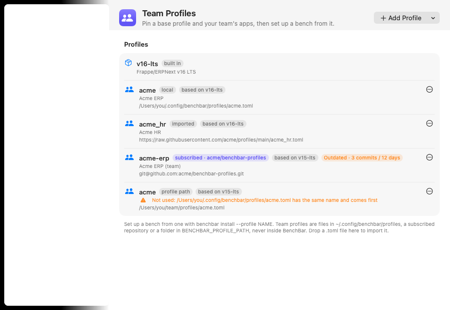 Team Profiles
Pin a base profile and your team's apps, then set up a bench from it.
+ Add Profile
Profiles
v16-lts built in
Frappe/ERPNext v16 LTS
acme local based on v16-lts
Acme ERP
/Users/you/.config/benchbar/profiles/acme.toml
acme_hr imported based on v16-lts
Acme HR
https://raw.githubusercontent.com/acme/profiles/main/acme_hr.toml
acme-erp subscribed · acme/benchbar-profiles based on v15-lts Outdated · 3 commits / 12 days
Acme ERP (team)
git@github.com:acme/benchbar-profiles.git
acme profile path based on v15-lts
Not used: /Users/you/.config/benchbar/profiles/acme.toml has the same name and comes first
/Users/you/team/profiles/acme.toml
Set up a bench from one with benchbar install --profile NAME. Team profiles are files in ~/.config/benchbar/profiles, a subscribed
repository or a folder in BENCHBAR_PROFILE_PATH, never inside BenchBar. Drop a .toml file here to import it.